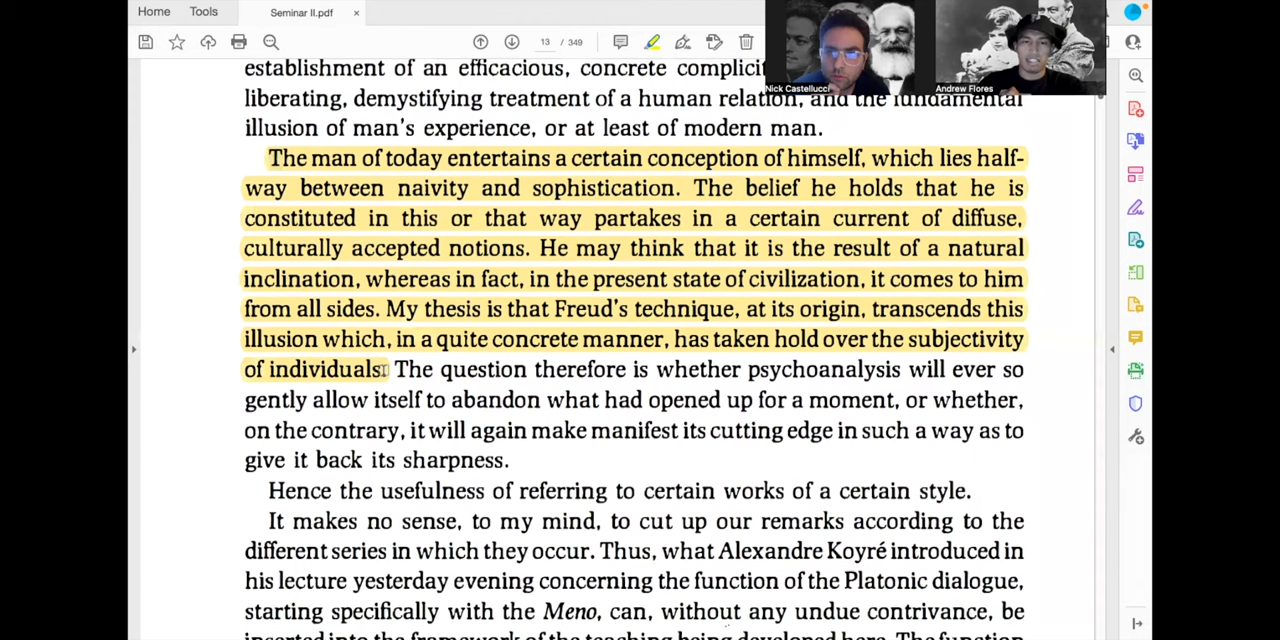 Home Tools Seminar II.pdf ×
13 / 349
Nick Castellucci Andrew Flores
establishment of an efficacious, concrete
liberating, demystifying treatment of a human relation, and the fundamental
illusion of man's experience, or at least of modern man.
The man of today entertains a certain conception of himself, which lies half-
way between naivity and sophistication. The belief he holds that he is
constituted in this or that way partakes in a certain current of diffuse,
culturally accepted notions. He may think that it is the result of a natural
inclination, whereas in fact, in the present state of civilization, it comes to him
from all sides. My thesis is that Freud's technique, at its origin, transcends this
illusion which, in a quite concrete manner, has taken hold over the subjectivity
of individuals. The question therefore is whether psychoanalysis will ever so
gently allow itself to abandon what had opened up for a moment, or whether,
on the contrary, it will again make manifest its cutting edge in such a way as to
give it back its sharpness.
Hence the usefulness of referring to certain works of a certain style.
It makes no sense, to my mind, to cut up our remarks according to the
different series in which they occur. Thus, what Alexandre Koyré introduced in
his lecture yesterday evening concerning the function of the Platonic dialogue,
starting specifically with the Meno, can, without any undue contrivance, be
inserted into the framework of the teaching being developed here. The function